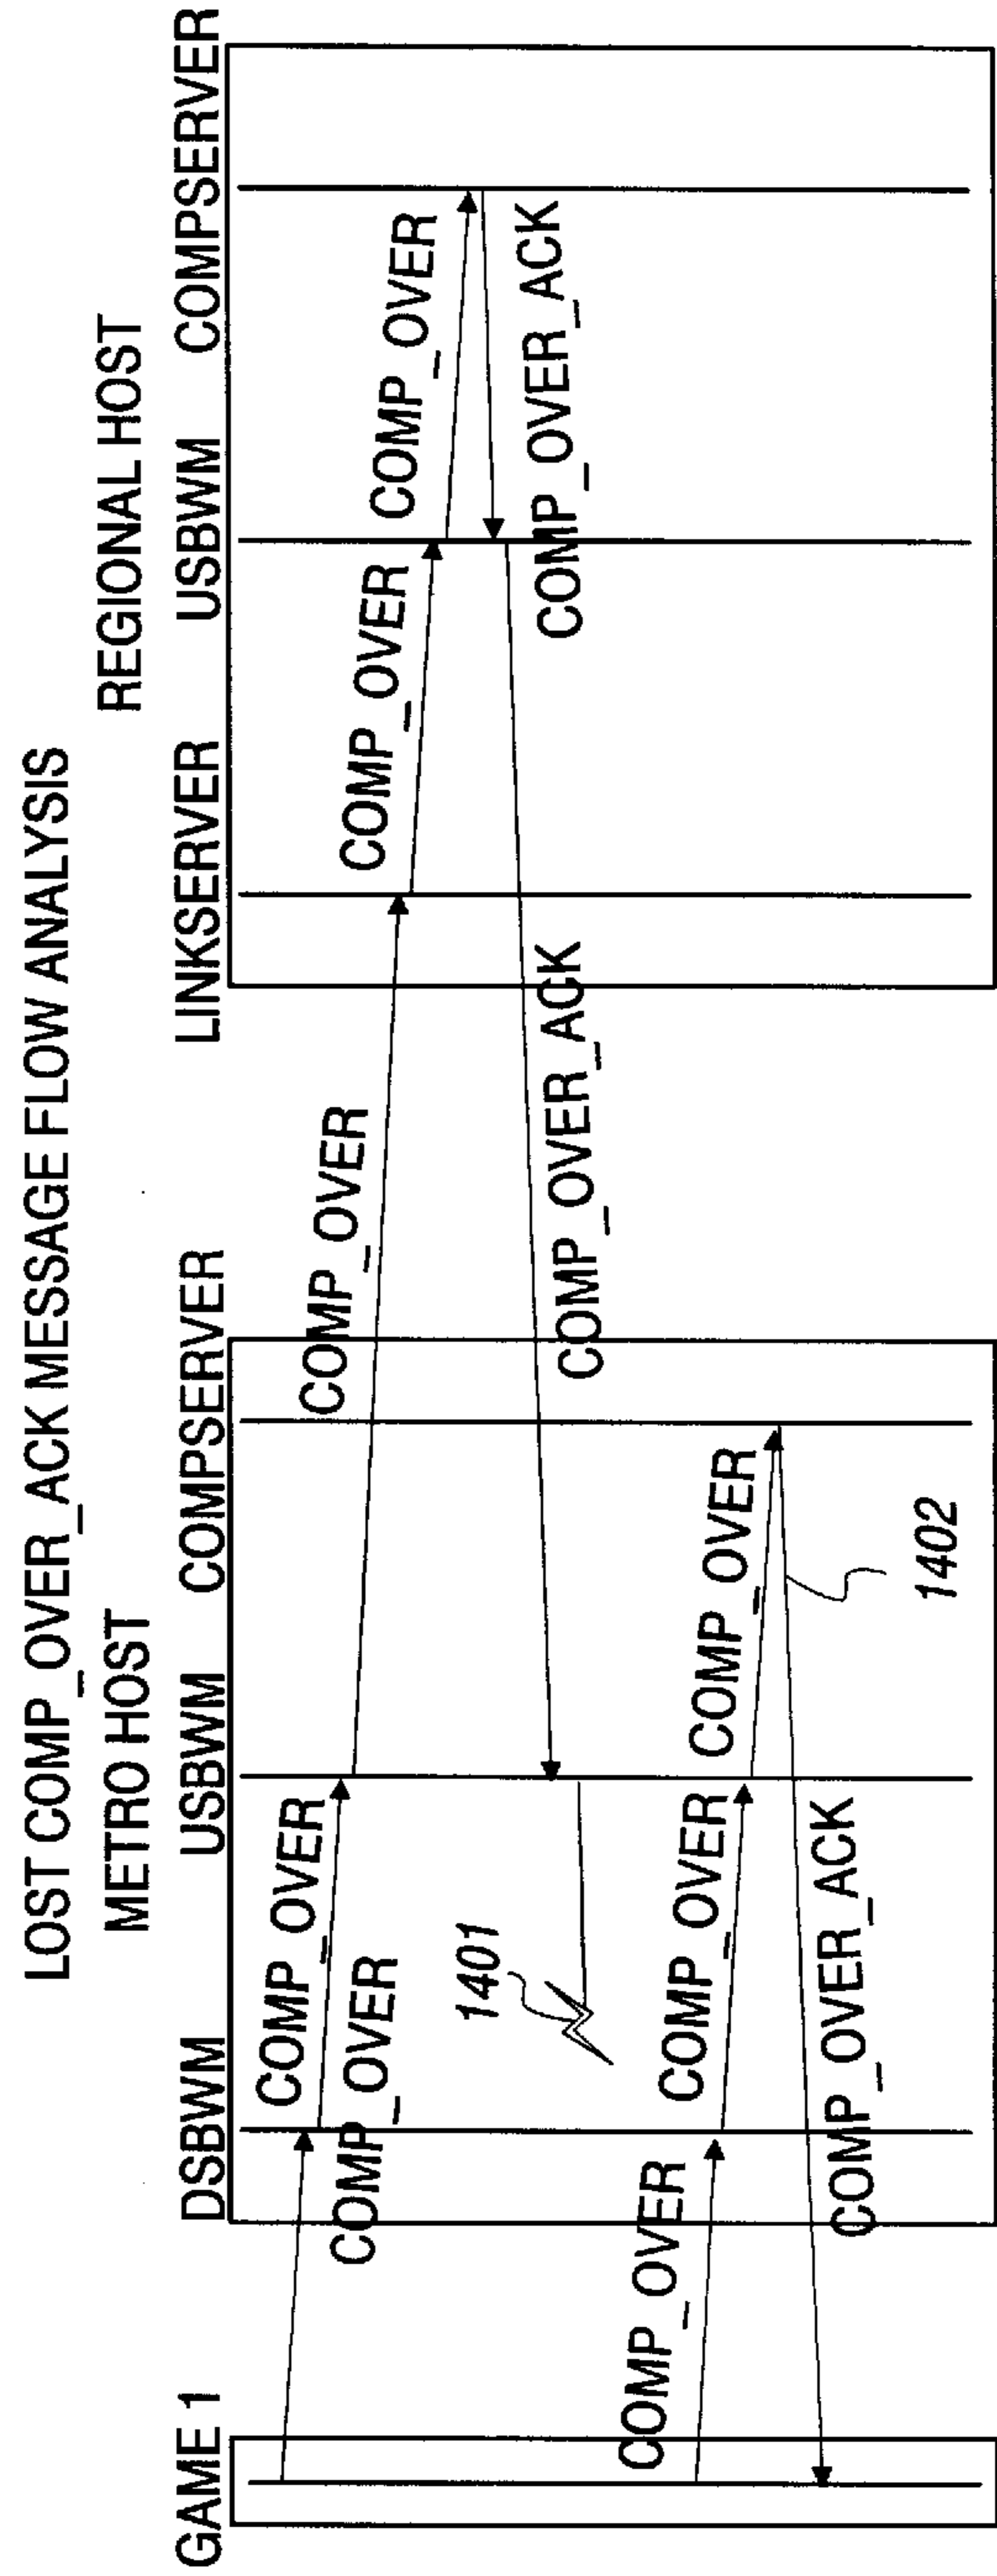 LOST COMP_OVER_ACK MESSAGE FLOW ANALYSIS
METRO HOST
REGIONAL HOST
GAME 1
DSBWM
USBWM
COMPSERVER
LINKSERVER
USBWM
COMPSERVER
COMP_OVER
COMP_OVER
COMP_OVER
COMP_OVER
COMP_OVER
COMP_OVER_ACK
COMP_OVER_ACK
1401
COMP_OVER
COMP_OVER
COMP_OVER
COMP_OVER_ACK
1402